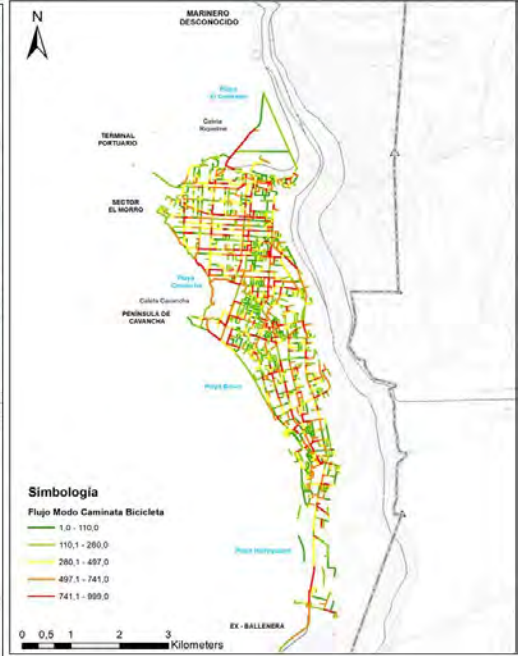 MARINERO
DESCONOCIDO
N
Playa
El Colorado
Caleta
Riquelme
TERMINAL
PORTUARIO
SECTOR
EL MORRO
Playa
Cavancha
Caleta Cavancha
PENÍNSULA DE
CAVANCHA
Playa Brava
Simbología
Flujo Modo Caminata Bicicleta
1,0 - 110,0
110,1 - 260,0
260,1 - 497,0
497,1 - 741,0
741,1 - 999,0
Playa Huayquique
EX - BALLENERA
0 0,5 1 2 3
Kilometers